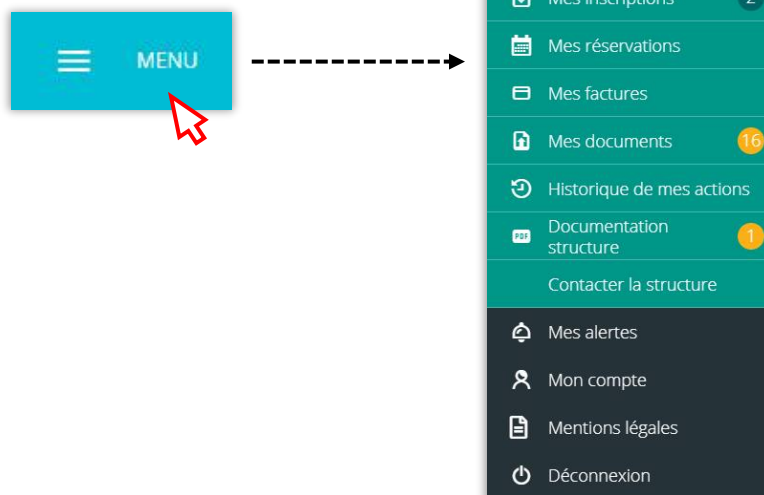 MENU
Mes inscriptions
2
Mes réservations
Mes factures
Mes documents
16
Historique de mes actions
PDF
Documentation
structure
1
Contacter la structure
Mes alertes
Mon compte
Mentions légales
Déconnexion